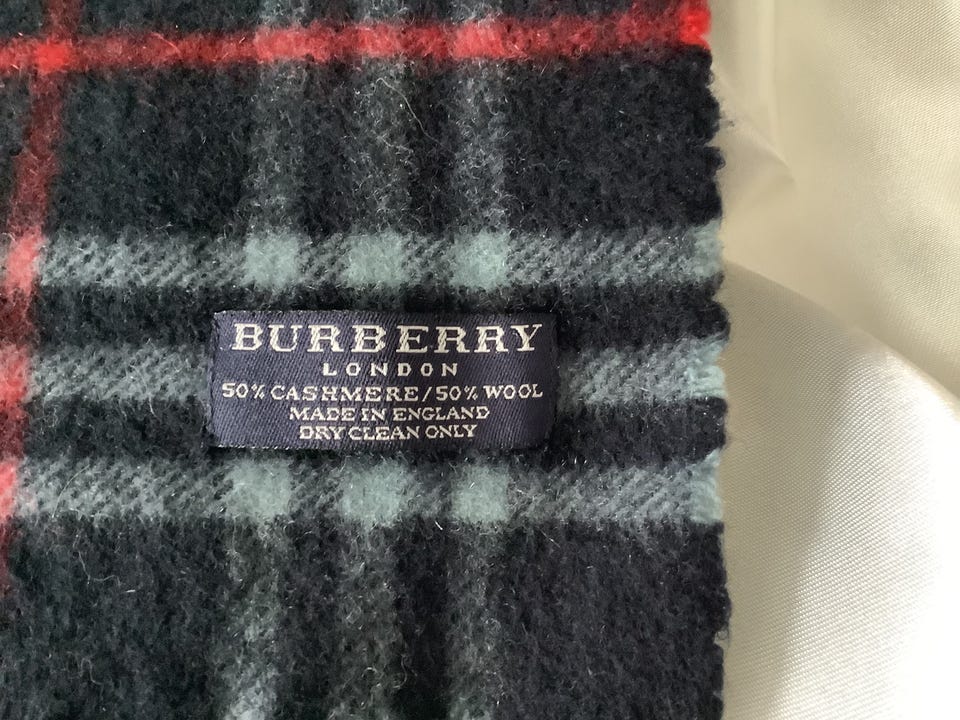 BURBERRY
LONDON
50% CASHMERE/50% WOOL
MADE IN ENGLAND
DRY CLEAN ONLY